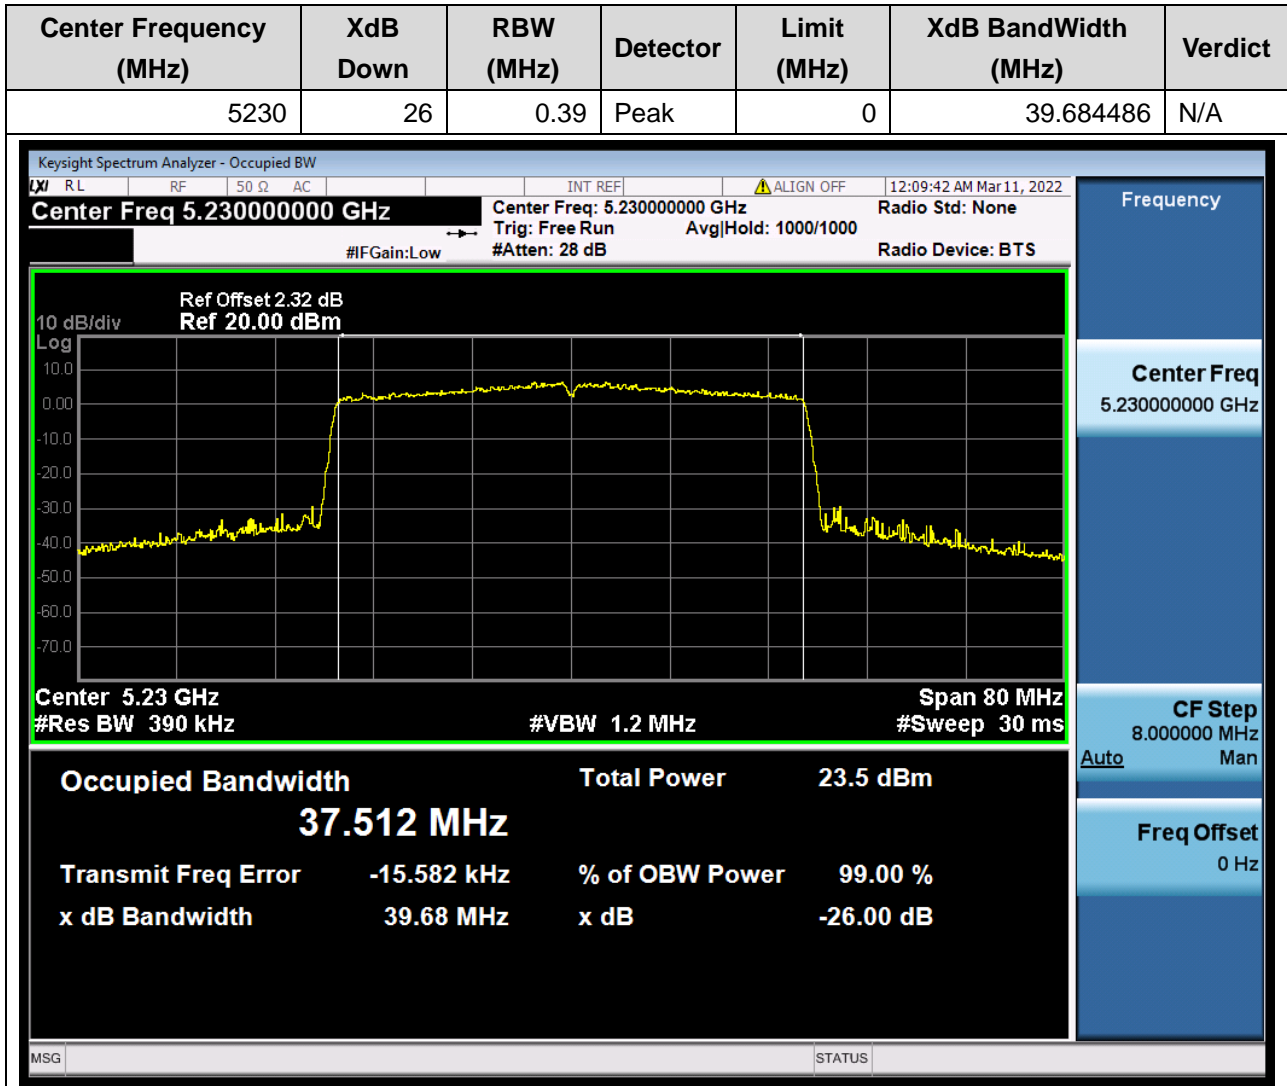 Center Frequency (MHz) XdB Down RBW (MHz) Detector Limit (MHz) XdB BandWidth (MHz) Verdict
5230 26 0.39 Peak 0 39.684486 N/A
Keysight Spectrum Analyzer - Occupied BW
LXI RL RF 50 Ω AC INT REF ALIGN OFF 12:09:42 AM Mar 11, 2022
Center Freq 5.230000000 GHz Center Freq: 5.230000000 GHz Radio Std: None
Trig: Free Run Avg|Hold: 1000/1000
#IFGain:Low #Atten: 28 dB Radio Device: BTS
Ref Offset 2.32 dB
10 dB/div Ref 20.00 dBm
Log
10.0
0.00
-10.0
-20.0
-30.0
-40.0
-50.0
-60.0
-70.0
Center 5.23 GHz Span 80 MHz
#Res BW 390 kHz #VBW 1.2 MHz #Sweep 30 ms
Occupied Bandwidth Total Power 23.5 dBm
37.512 MHz
Transmit Freq Error -15.582 kHz % of OBW Power 99.00 %
x dB Bandwidth 39.68 MHz x dB -26.00 dB
Frequency
Center Freq
5.230000000 GHz
CF Step
8.000000 MHz
Auto Man
Freq Offset
0 Hz
MSG STATUS